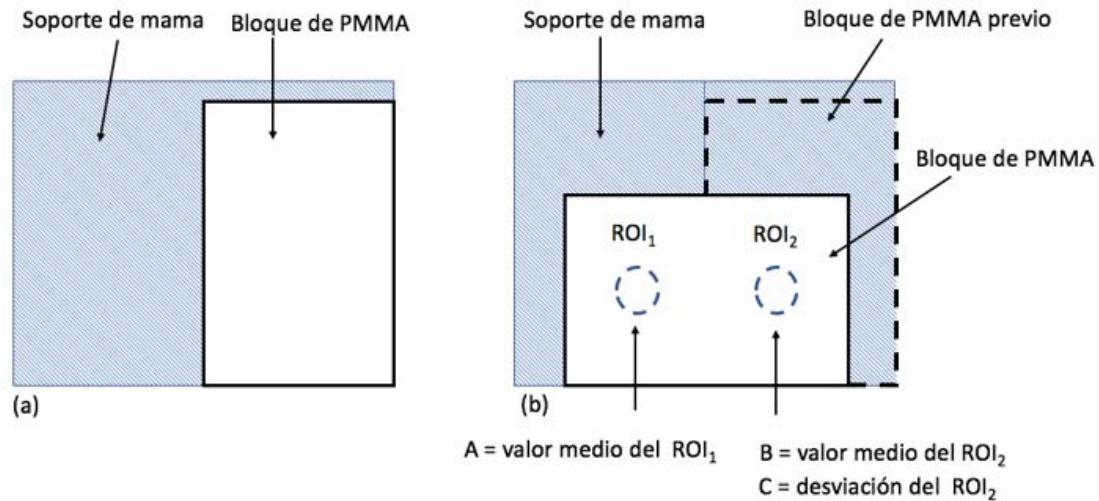 Soporte de mama
Bloque de PMMA
Bloque de PMMA previo
Soporte de mama
Bloque de PMMA
ROI₁
ROI₂
(a)
(b)
A = valor medio del ROI₁
B = valor medio del ROI₂
C = desviación del ROI₂